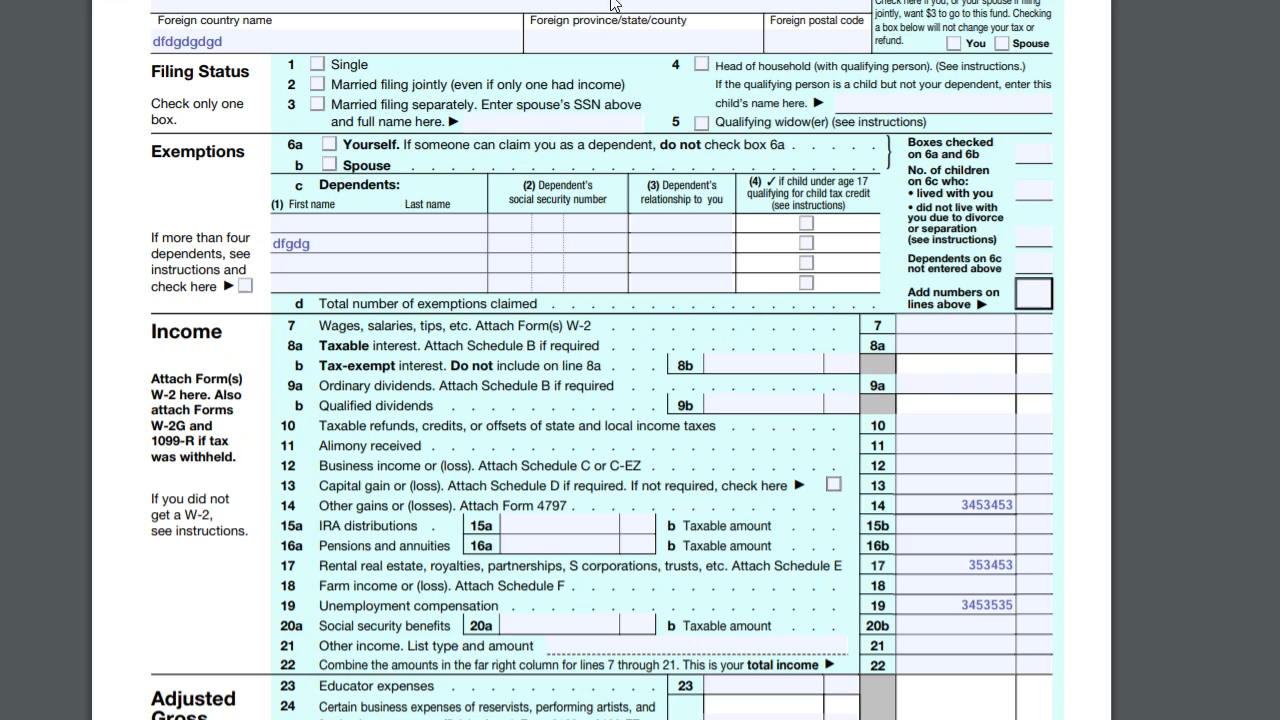 Check here if you, or your spouse if filing
jointly, want $3 to go to this fund. Checking
a box below will not change your tax or
refund. You Spouse
Foreign country name Foreign province/state/county Foreign postal code
dfdgdgdgd
Filing Status
Check only one
box.
1 Single
2 Married filing jointly (even if only one had income)
3 Married filing separately. Enter spouse's SSN above
and full name here. ▶
4 Head of household (with qualifying person). (See instructions.)
If the qualifying person is a child but not your dependent, enter this
child's name here. ▶
5 Qualifying widow(er) (see instructions)
Exemptions
6a Yourself. If someone can claim you as a dependent, do not check box 6a . . . . .
b Spouse . . . . . . . . . . . . . . . . . . . . . . . .
c Dependents:
(1) First name Last name
(2) Dependent's
social security number
(3) Dependent's
relationship to you
(4) ✓ if child under age 17
qualifying for child tax credit
(see instructions)
dfgdg
If more than four
dependents, see
instructions and
check here ▶
d Total number of exemptions claimed . . . . . . . . . . . . . . . . .
Boxes checked
on 6a and 6b
No. of children
on 6c who:
• lived with you
• did not live with
you due to divorce
or separation
(see instructions)
Dependents on 6c
not entered above
Add numbers on
lines above ▶
Income
Attach Form(s)
W-2 here. Also
attach Forms
W-2G and
1099-R if tax
was withheld.
If you did not
get a W-2,
see instructions.
7 Wages, salaries, tips, etc. Attach Form(s) W-2 . . . . . . . . . . . . 7
8a Taxable interest. Attach Schedule B if required . . . . . . . . . . . . 8a
b Tax-exempt interest. Do not include on line 8a . . . 8b
9a Ordinary dividends. Attach Schedule B if required . . . . . . . . . . . 9a
b Qualified dividends . . . . . . . . . . . 9b
10 Taxable refunds, credits, or offsets of state and local income taxes . . . . . . 10
11 Alimony received . . . . . . . . . . . . . . . . . . . . 11
12 Business income or (loss). Attach Schedule C or C-EZ . . . . . . . . . . 12
13 Capital gain or (loss). Attach Schedule D if required. If not required, check here ▶ 13
14 Other gains or (losses). Attach Form 4797 . . . . . . . . . . . . . . 14 3453453
15a IRA distributions . 15a b Taxable amount . . . 15b
16a Pensions and annuities 16a b Taxable amount . . . 16b
17 Rental real estate, royalties, partnerships, S corporations, trusts, etc. Attach Schedule E 17 353453
18 Farm income or (loss). Attach Schedule F . . . . . . . . . . . . . . 18
19 Unemployment compensation . . . . . . . . . . . . . . . . . 19 3453535
20a Social security benefits 20a b Taxable amount . . . 20b
21 Other income. List type and amount 21
22 Combine the amounts in the far right column for lines 7 through 21. This is your total income ▶ 22
Adjusted
Gross
23 Educator expenses . . . . . . . . . . . 23
24 Certain business expenses of reservists, performing artists, and